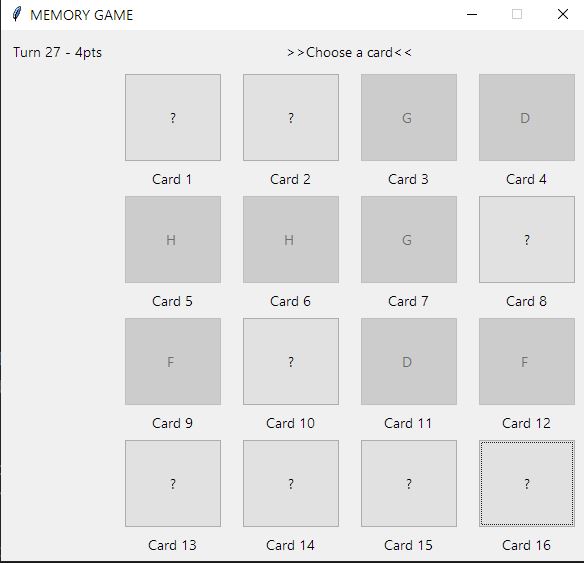 MEMORY GAME
Turn 27 - 4pts >>Choose a card<<
? ? G D
Card 1 Card 2 Card 3 Card 4
H H G ?
Card 5 Card 6 Card 7 Card 8
F ? D F
Card 9 Card 10 Card 11 Card 12
? ? ? ?
Card 13 Card 14 Card 15 Card 16